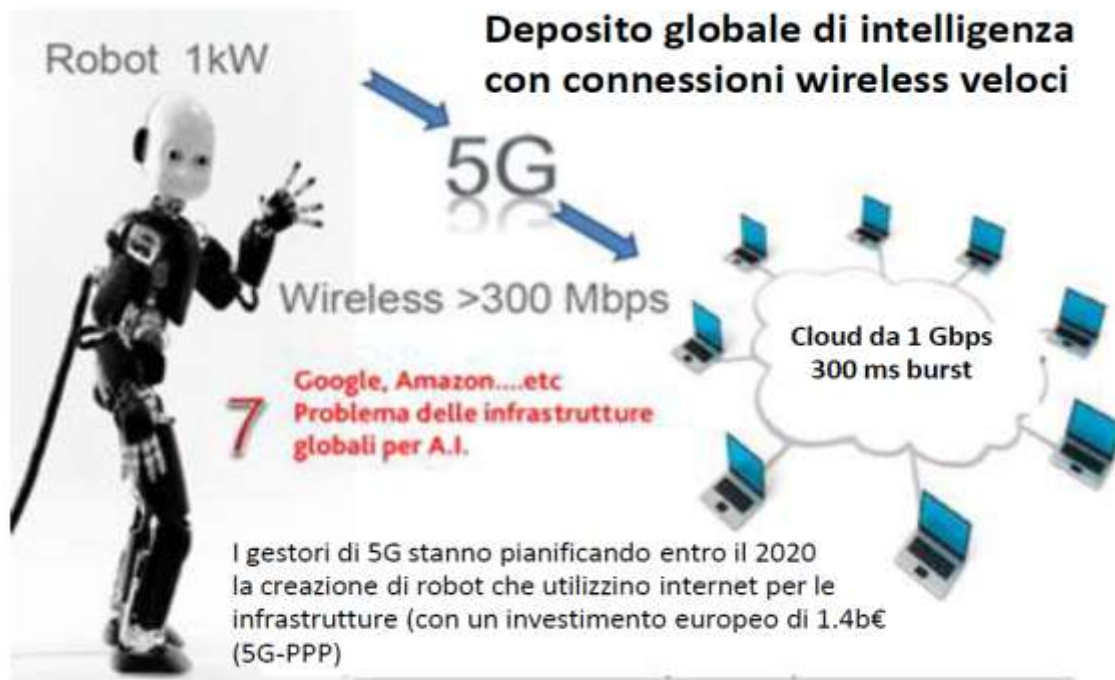 Deposito globale di intelligenza
con connessioni wireless veloci
Robot 1kW
5G
Wireless >300 Mbps
Cloud da 1 Gbps
300 ms burst
7
Google, Amazon....etc
Problema delle infrastrutture
globali per A.I.
I gestori di 5G stanno pianificando entro il 2020
la creazione di robot che utilizzino internet per le
infrastrutture (con un investimento europeo di 1.4b€
(5G-PPP)